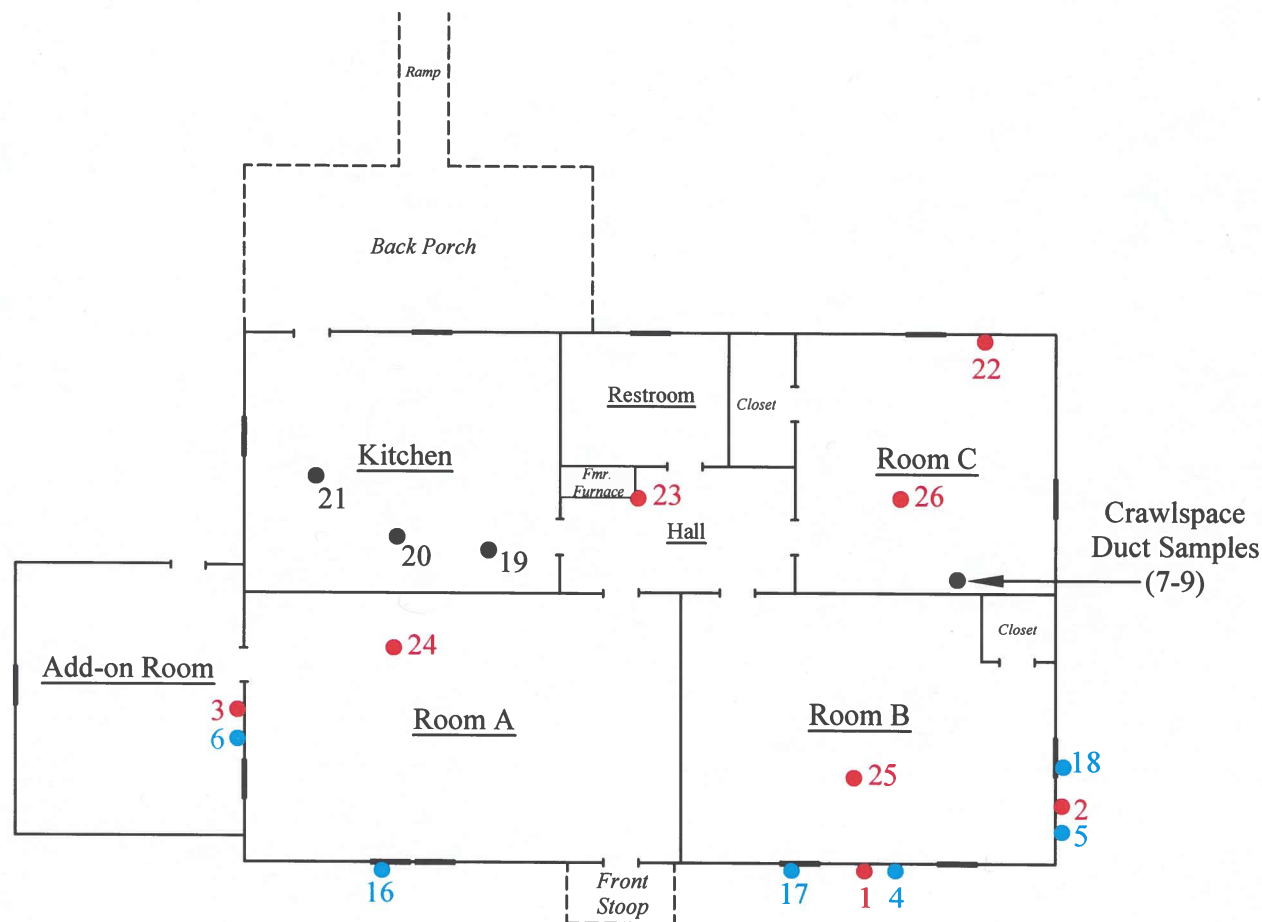 Ramp
Back Porch
22
Restroom
Closet
Kitchen
Room C
Fmr.
Furnace
21
23
26
Hall
Crawlspace
Duct Samples
(7-9)
20
19
Closet
24
Add-on Room
3
Room A
Room B
6
25
18
2
5
16
Front
Stoop
17
1
4